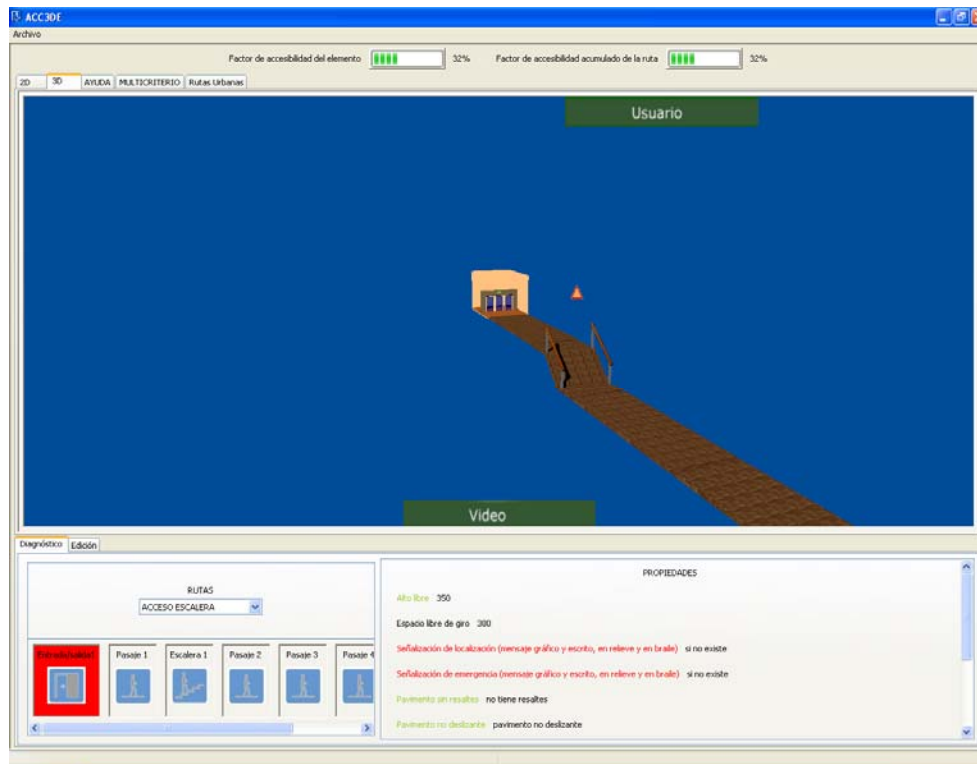 ACC3DE
Archivo
Factor de accesibilidad del elemento 32% Factor de accesibilidad acumulado de la ruta 32%
2D 3D AYUDA MULTICRITERIO Rutas Urbanas
Usuario
Video
Diagnóstico Edición
RUTAS
ACCESO ESCALERA
Entrada/salida1 Pasaje 1 Escalera 1 Pasaje 2 Pasaje 3 Pasaje 4
PROPIEDADES
Alto libre 350
Espacio libre de giro 300
Señalización de localización (mensaje gráfico y escrito, en relieve y en braile) si no existe
Señalización de emergencia (mensaje gráfico y escrito, en relieve y en braile) si no existe
Pavimento sin resaltes no tiene resaltes
Pavimento no deslizante pavimento no deslizante